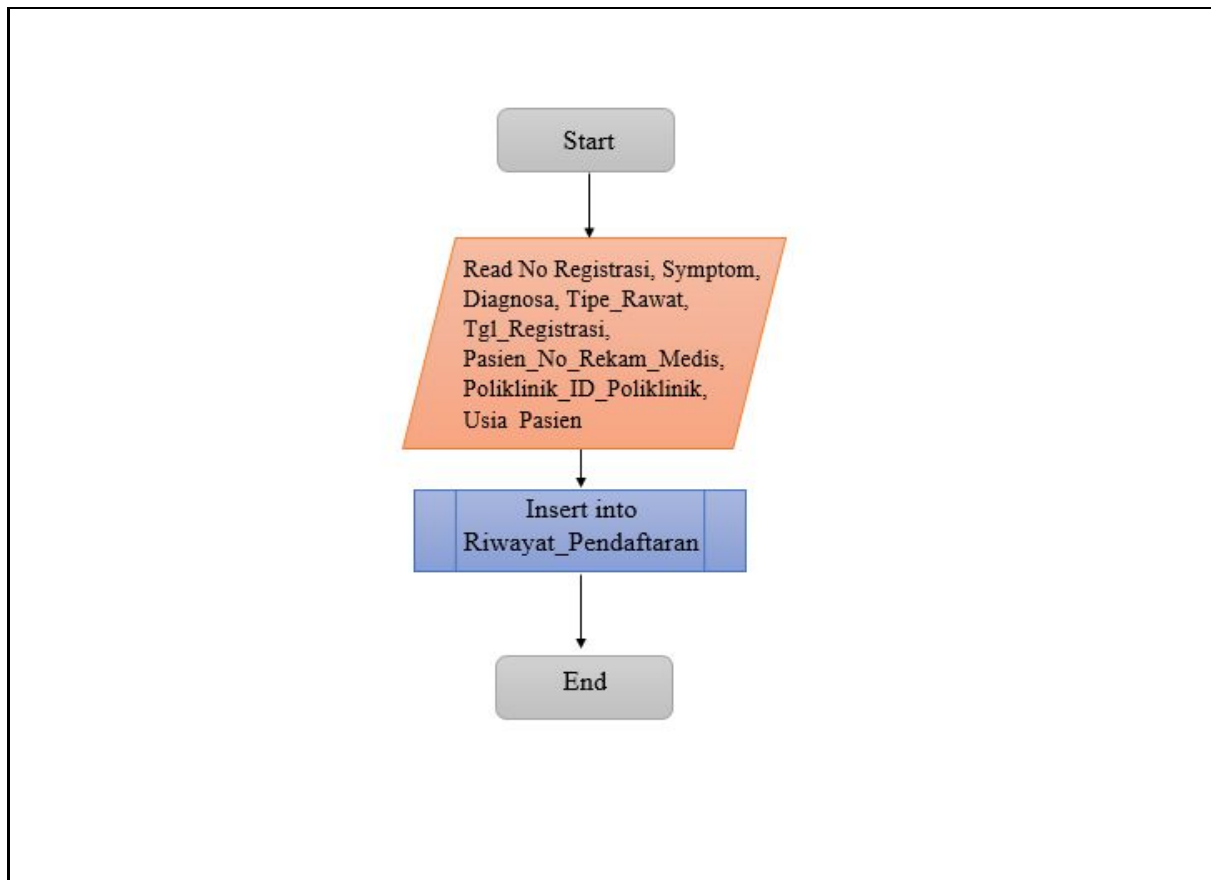 Start
Read No Registrasi, Symptom,
Diagnosa, Tipe_Rawat,
Tgl_Registrasi,
Pasien_No_Rekam_Medis,
Poliklinik_ID_Poliklinik,
Usia Pasien
Insert into
Riwayat_Pendaftaran
End